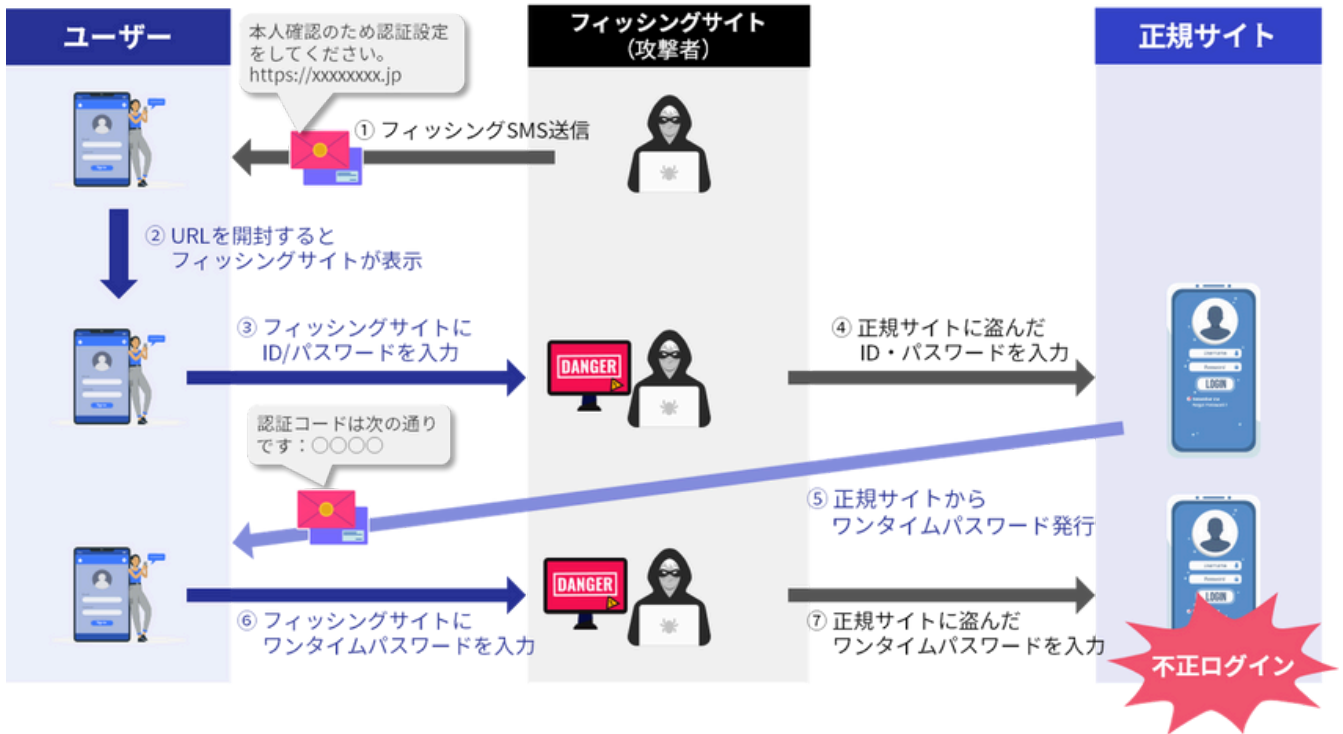 ユーザー
フィッシングサイト
（攻撃者）
正規サイト
本人確認のため認証設定
をしてください。
https://xxxxxxxx.jp
① フィッシングSMS送信
② URLを開封すると
フィッシングサイトが表示
③ フィッシングサイトに
ID/パスワードを入力
DANGER
④ 正規サイトに盗んだ
ID・パスワードを入力
Username
Password
LOGIN
認証コードは次の通り
です：○○○○
⑤ 正規サイトから
ワンタイムパスワード発行
⑥ フィッシングサイトに
ワンタイムパスワードを入力
DANGER
⑦ 正規サイトに盗んだ
ワンタイムパスワードを入力
Username
Password
LOGIN
不正ログイン